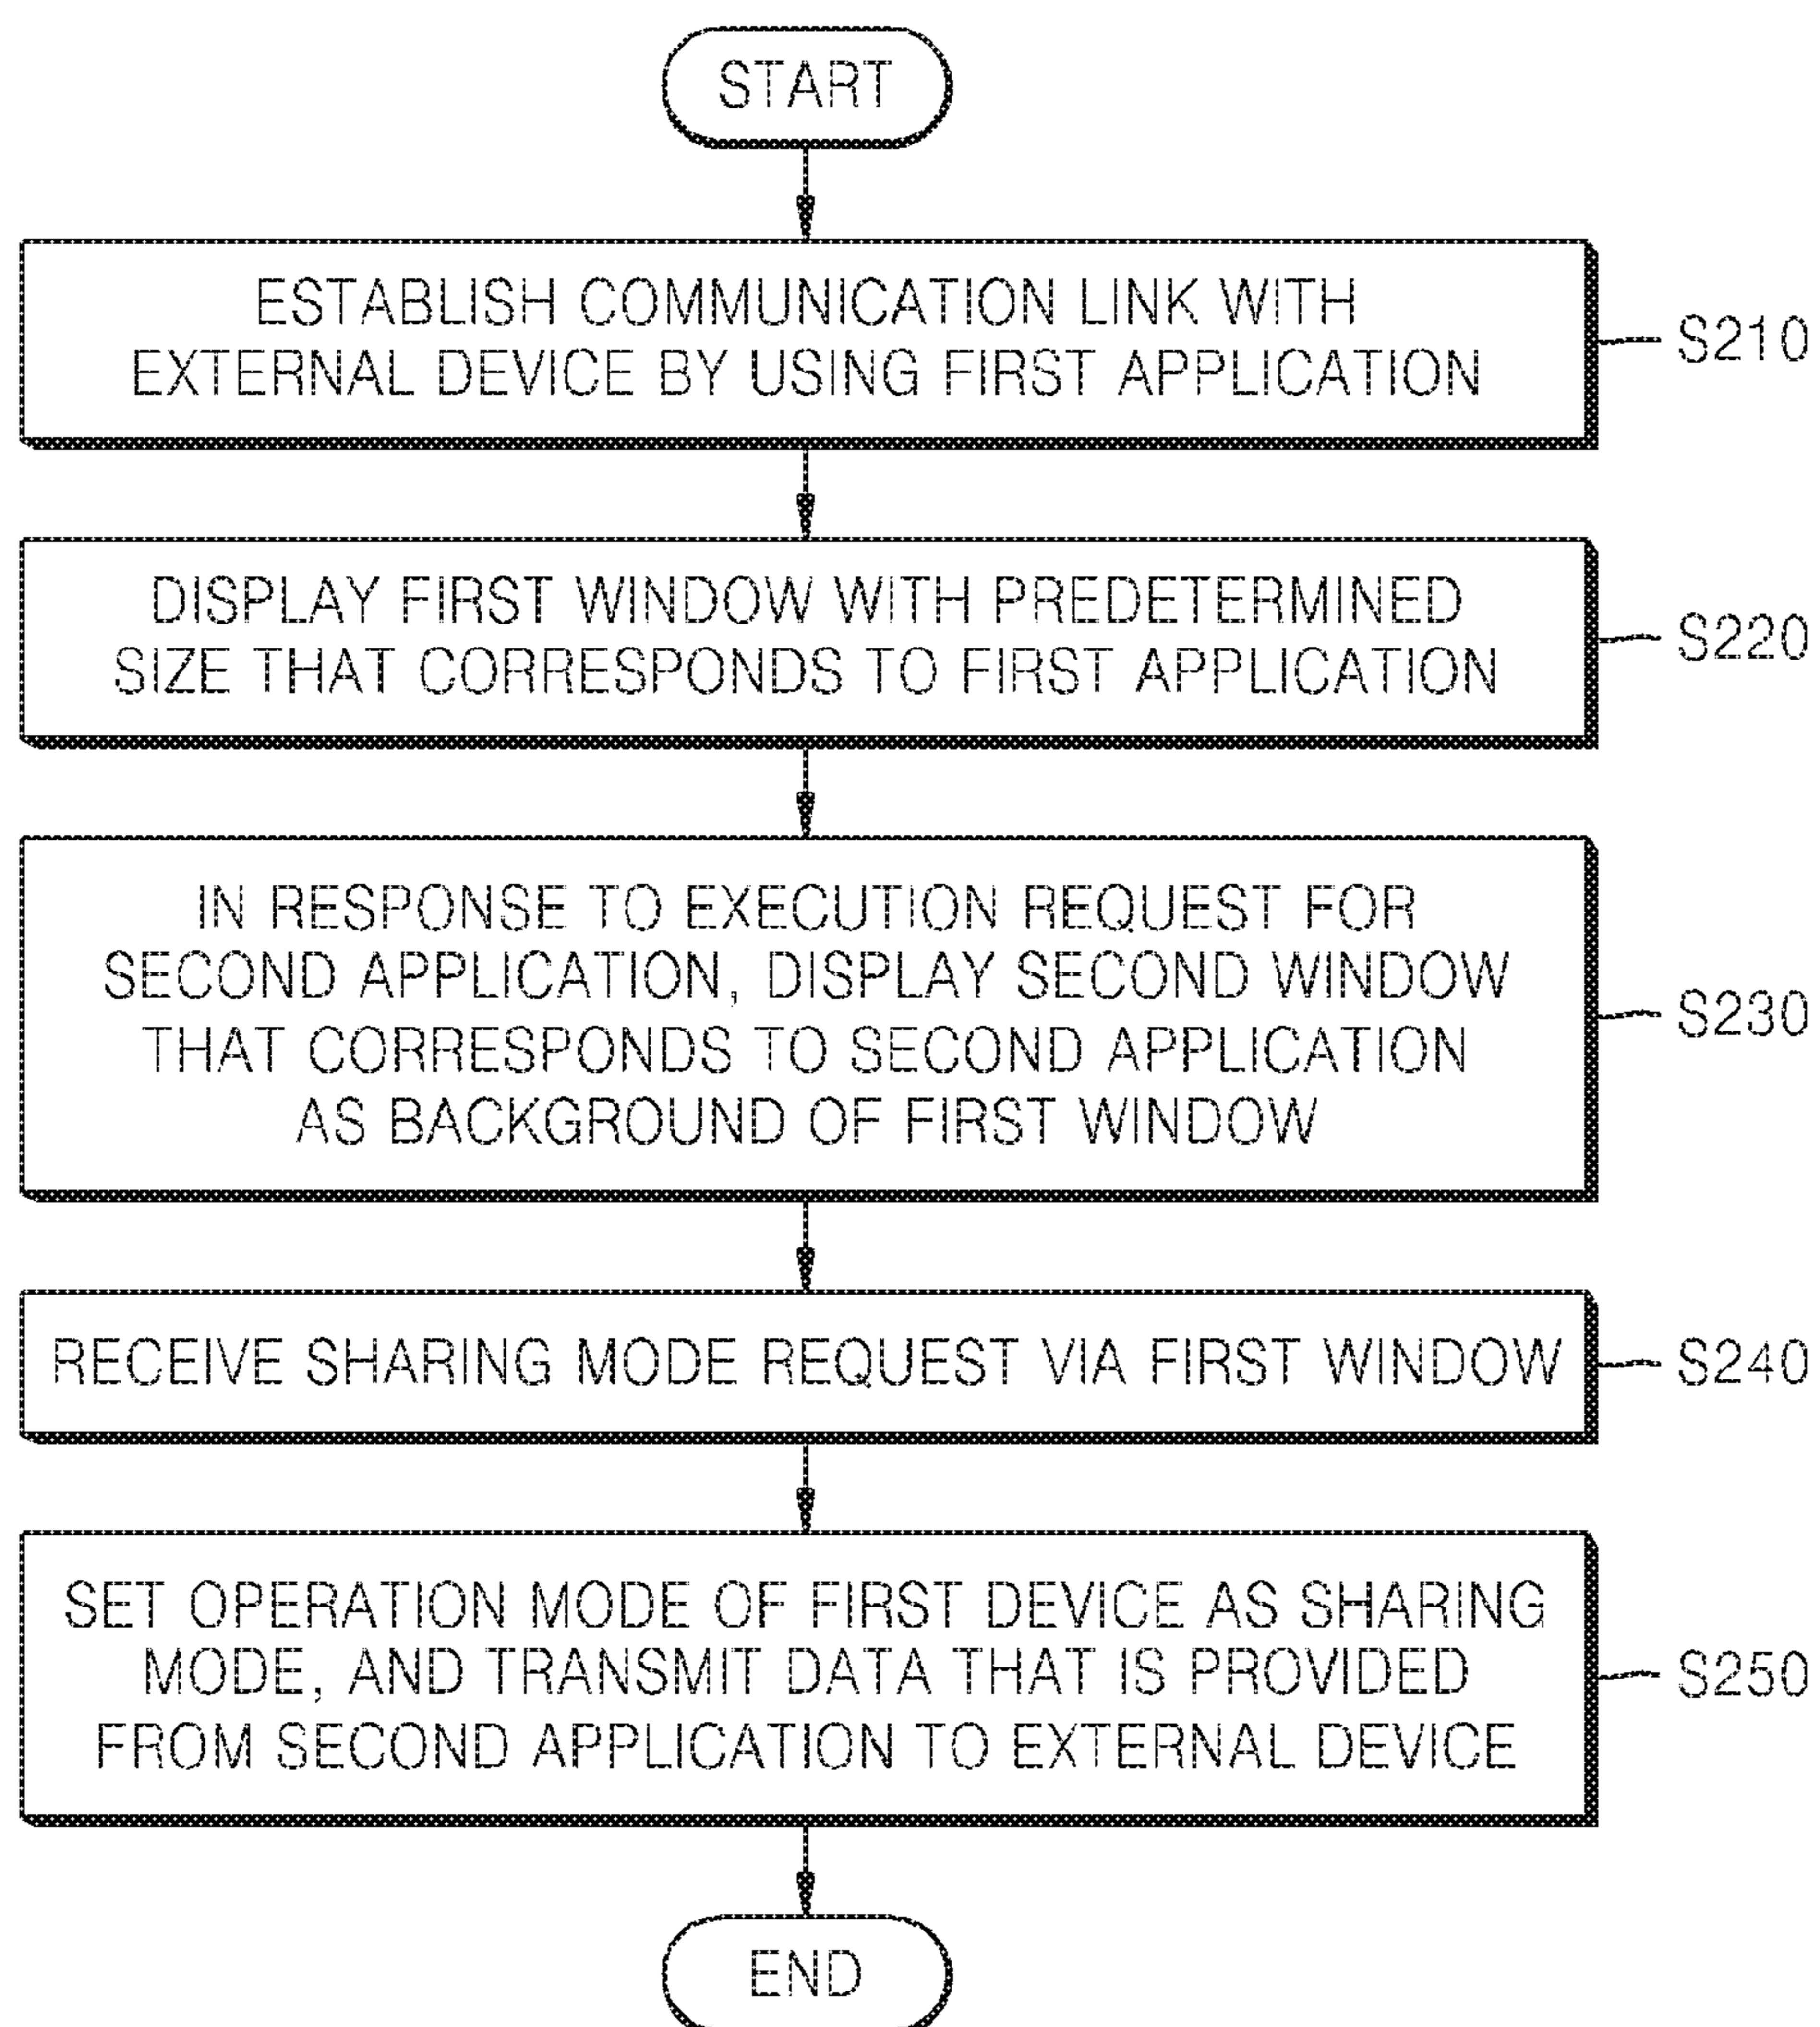 START
ESTABLISH COMMUNICATION LINK WITH
EXTERNAL DEVICE BY USING FIRST APPLICATION
S210
DISPLAY FIRST WINDOW WITH PREDETERMINED
SIZE THAT CORRESPONDS TO FIRST APPLICATION
S220
IN RESPONSE TO EXECUTION REQUEST FOR
SECOND APPLICATION, DISPLAY SECOND WINDOW
THAT CORRESPONDS TO SECOND APPLICATION
AS BACKGROUND OF FIRST WINDOW
S230
RECEIVE SHARING MODE REQUEST VIA FIRST WINDOW
S240
SET OPERATION MODE OF FIRST DEVICE AS SHARING
MODE, AND TRANSMIT DATA THAT IS PROVIDED
FROM SECOND APPLICATION TO EXTERNAL DEVICE
S250
END